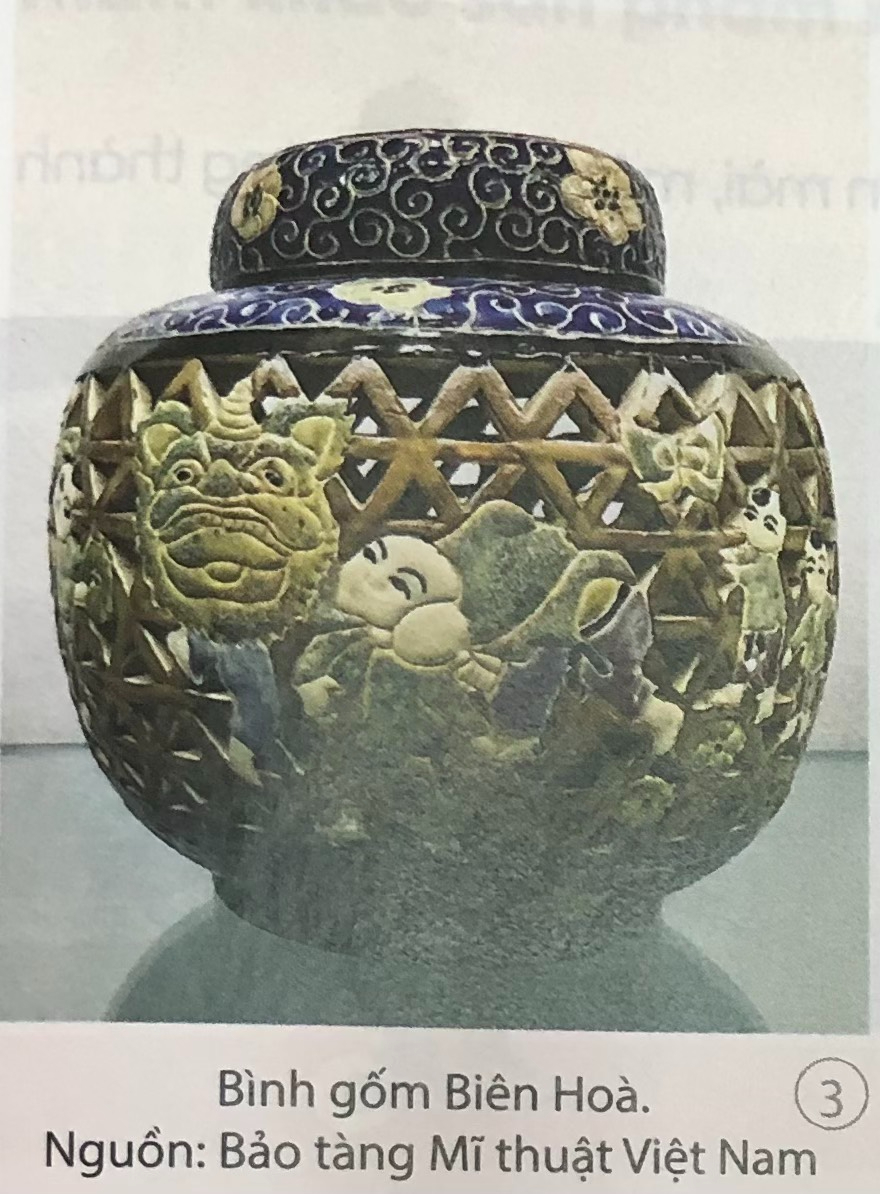 Bình gốm Biên Hoà.
3
Nguồn: Bảo tàng Mĩ thuật Việt Nam